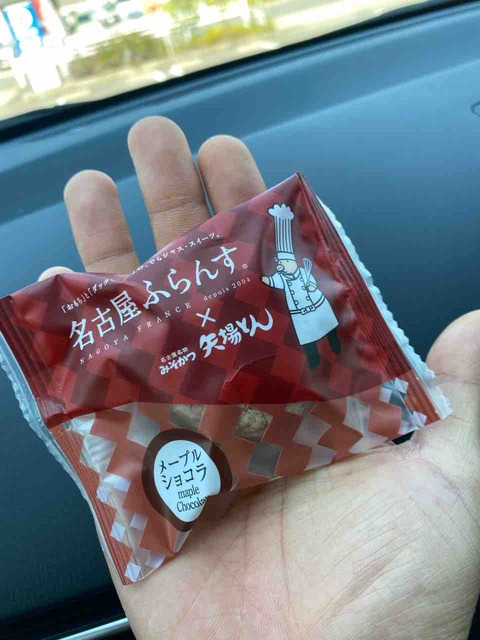 名古屋ふらんす
NAGOYA FRANCE depuis 2004
×
名古屋名物
みそかつ 矢場とん
メープル
ショコラ
maple